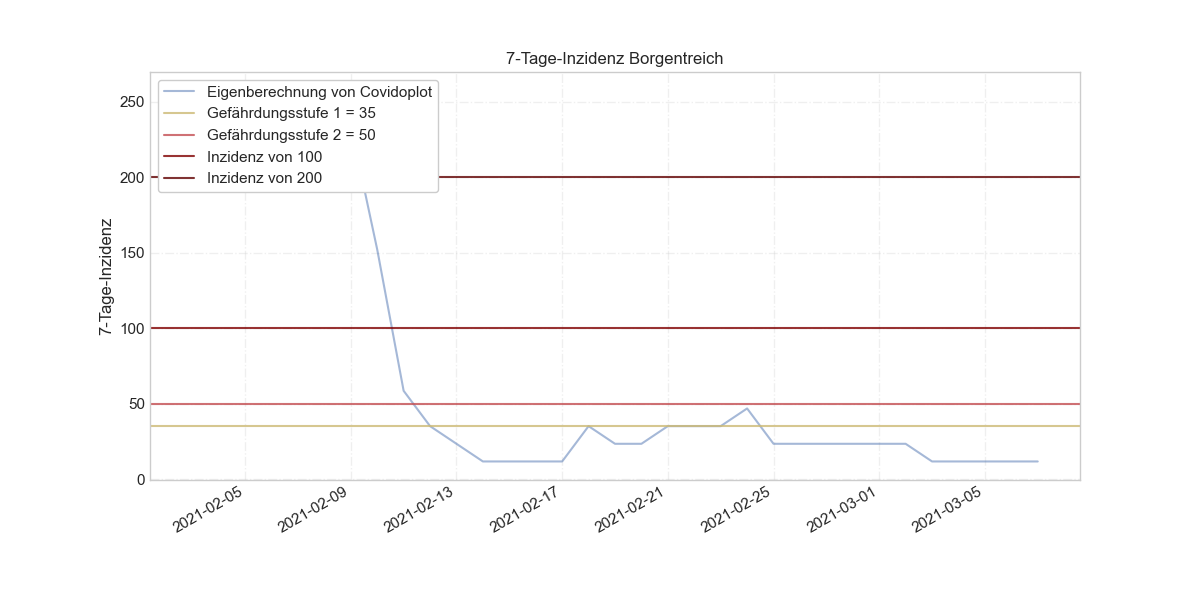 7-Tage-Inzidenz Borgentreich
Eigenberechnung von Covidoplot
Gefährdungsstufe 1 = 35
Gefährdungsstufe 2 = 50
Inzidenz von 100
Inzidenz von 200
7-Tage-Inzidenz
250
200
150
100
50
0
2021-02-05
2021-02-09
2021-02-13
2021-02-17
2021-02-21
2021-02-25
2021-03-01
2021-03-05